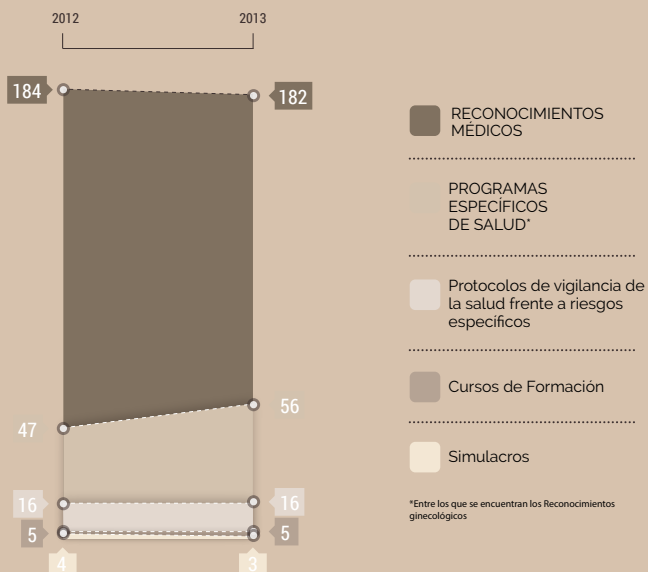 2012 2013
184 182
47 56
16 16
5 5
4 3
RECONOCIMIENTOS
MÉDICOS
PROGRAMAS
ESPECÍFICOS
DE SALUD*
Protocolos de vigilancia de
la salud frente a riesgos
específicos
Cursos de Formación
Simulacros
*Entre los que se encuentran los Reconocimientos
ginecológicos